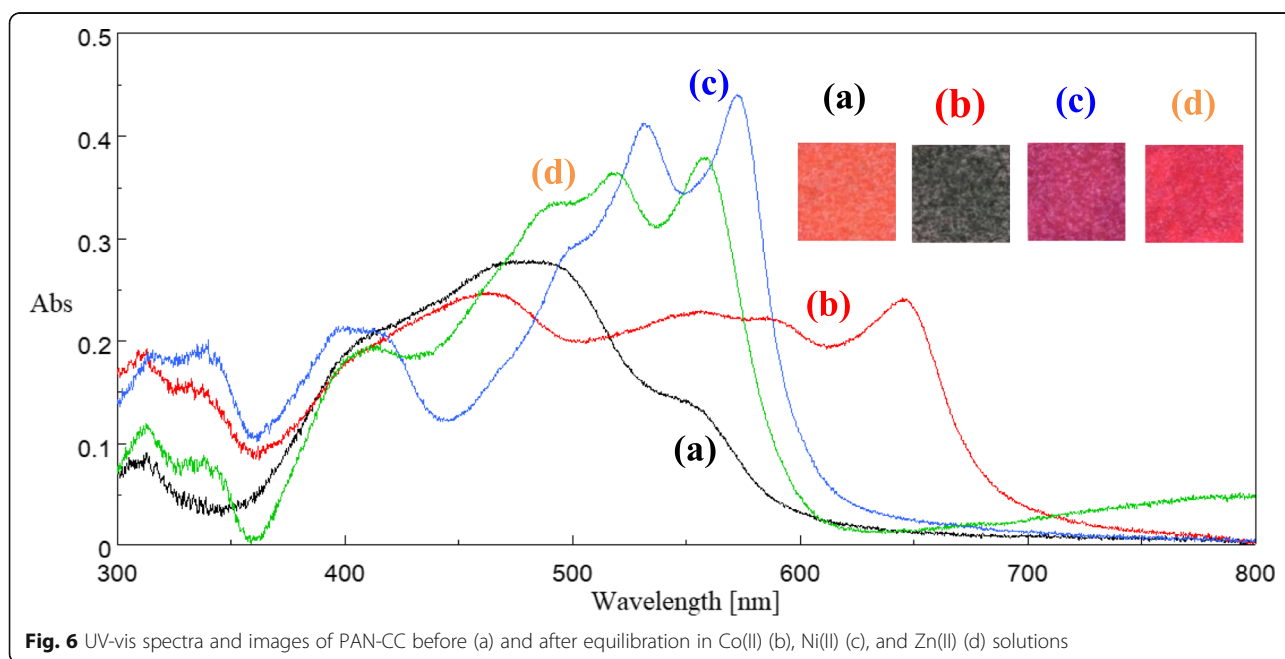 0.5
(c)
(a)
(b)
(c)
(d)
0.4
(d)
0.3
Abs
(b)
0.2
0.1
(a)
0
300
400
500
600
700
800
Wavelength [nm]
Fig. 6 UV-vis spectra and images of PAN-CC before (a) and after equilibration in Co(II) (b), Ni(II) (c), and Zn(II) (d) solutions